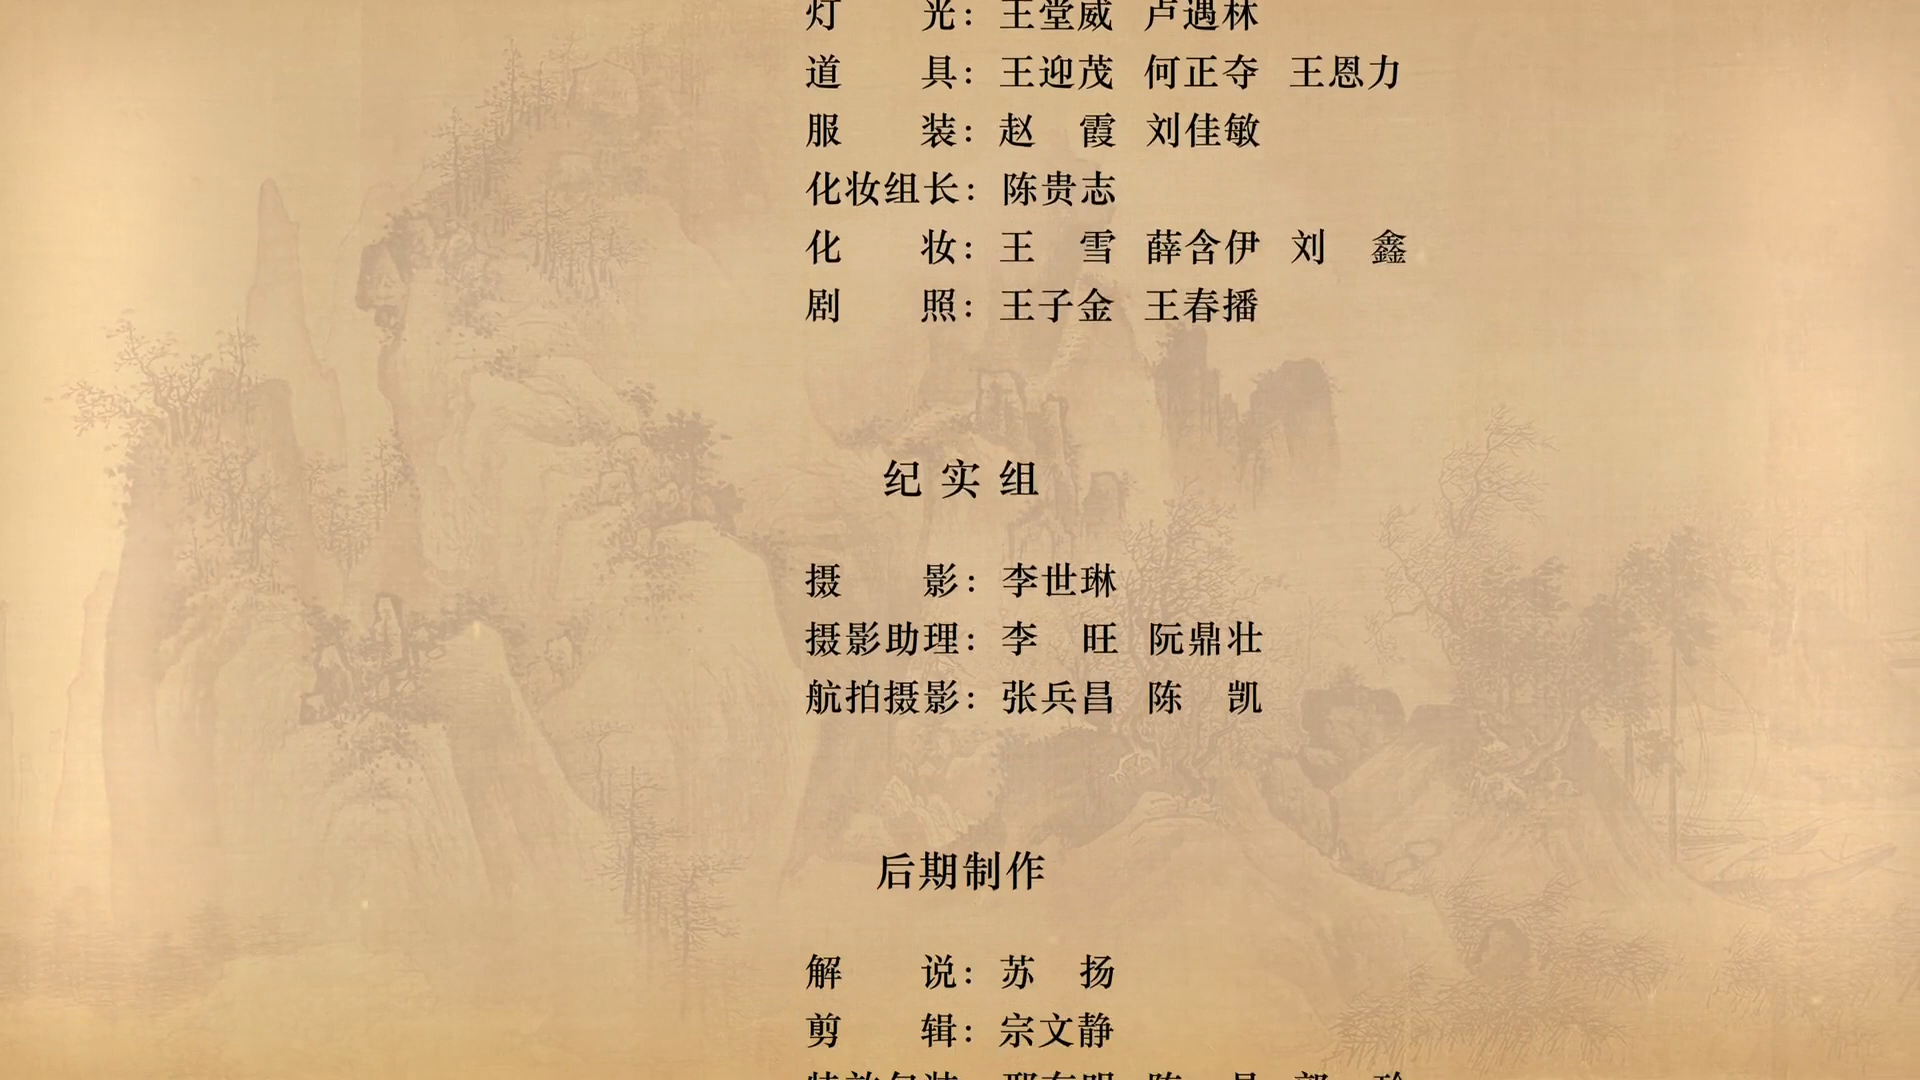 灯　　光：王堂威　卢遇林
道　　具：王迎茂　何正夺　王恩力
服　　装：赵　霞　刘佳敏
化妆组长：陈贵志
化　　妆：王　雪　薛含伊　刘　鑫
剧　　照：王子金　王春播
纪 实 组
摄　　影：李世琳
摄影助理：李　旺　阮鼎壮
航拍摄影：张兵昌　陈　凯
后期制作
解　　说：苏　扬
剪　　辑：宗文静